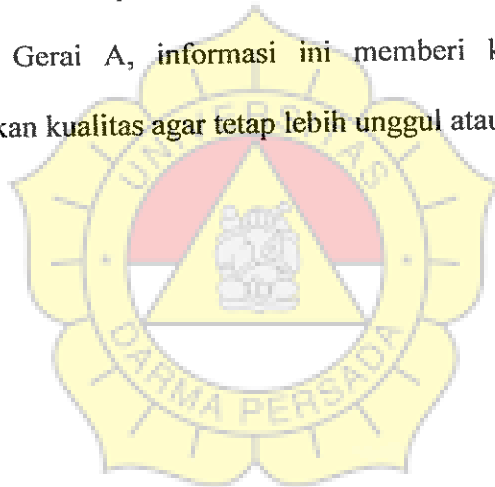 Gerai A, informasi ini memberi
kan kualitas agar tetap lebih unggul atau
UNIVERSITAS
DARMA PERSADA